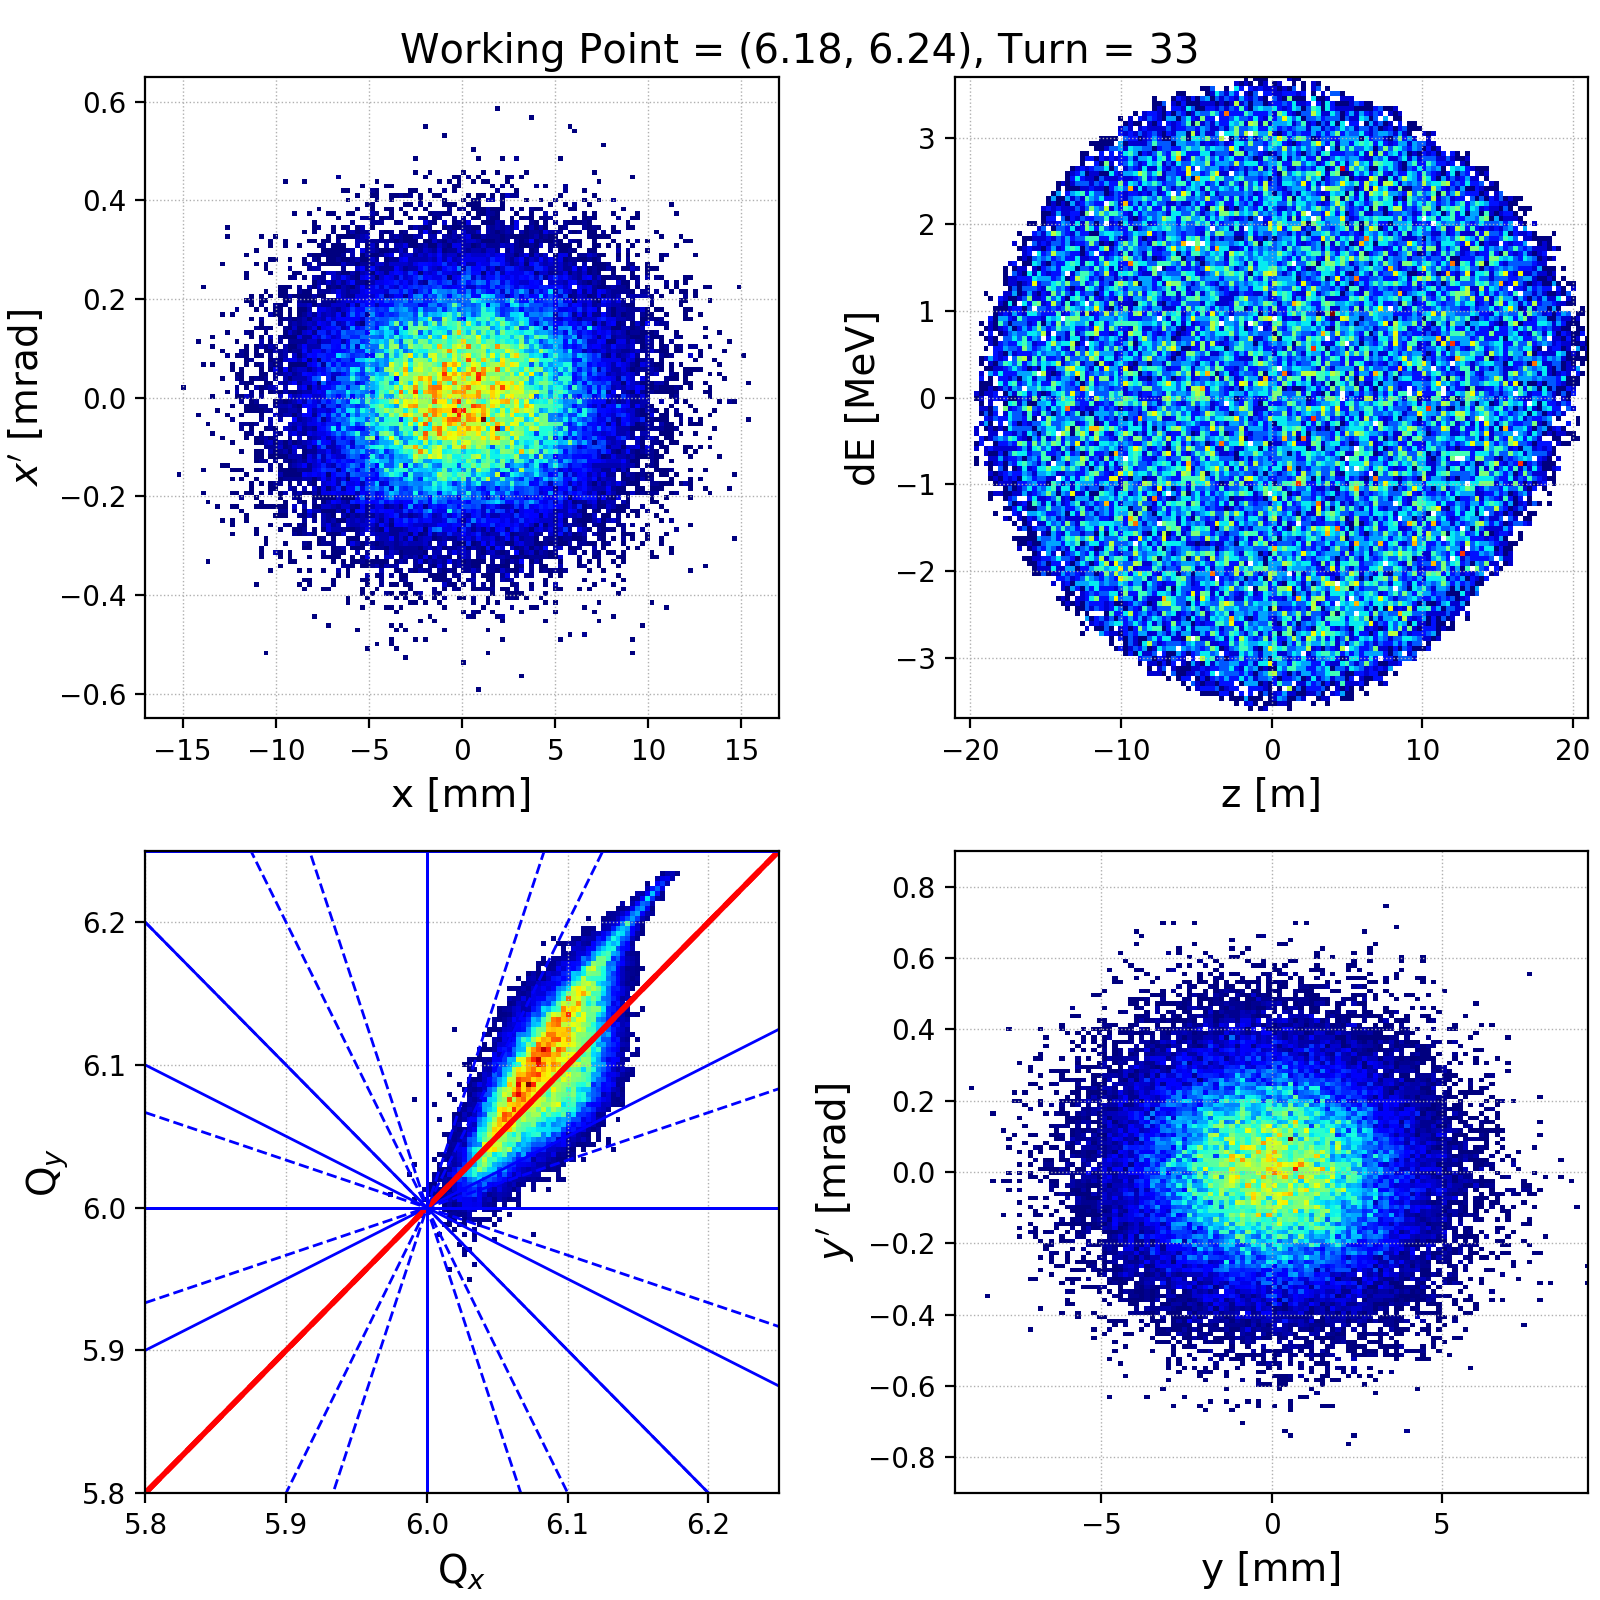 Working Point = (6.18, 6.24), Turn = 33
0.6
0.4
0.2
0.0
−0.2
−0.4
−0.6
x′ [mrad]
−15 −10 −5 0 5 10 15
x [mm]
3
2
1
0
−1
−2
−3
dE [MeV]
−20 −10 0 10 20
z [m]
6.2
6.1
6.0
5.9
5.8
Qy
5.8 5.9 6.0 6.1 6.2
Qx
0.8
0.6
0.4
0.2
0.0
−0.2
−0.4
−0.6
−0.8
y′ [mrad]
−5 0 5
y [mm]